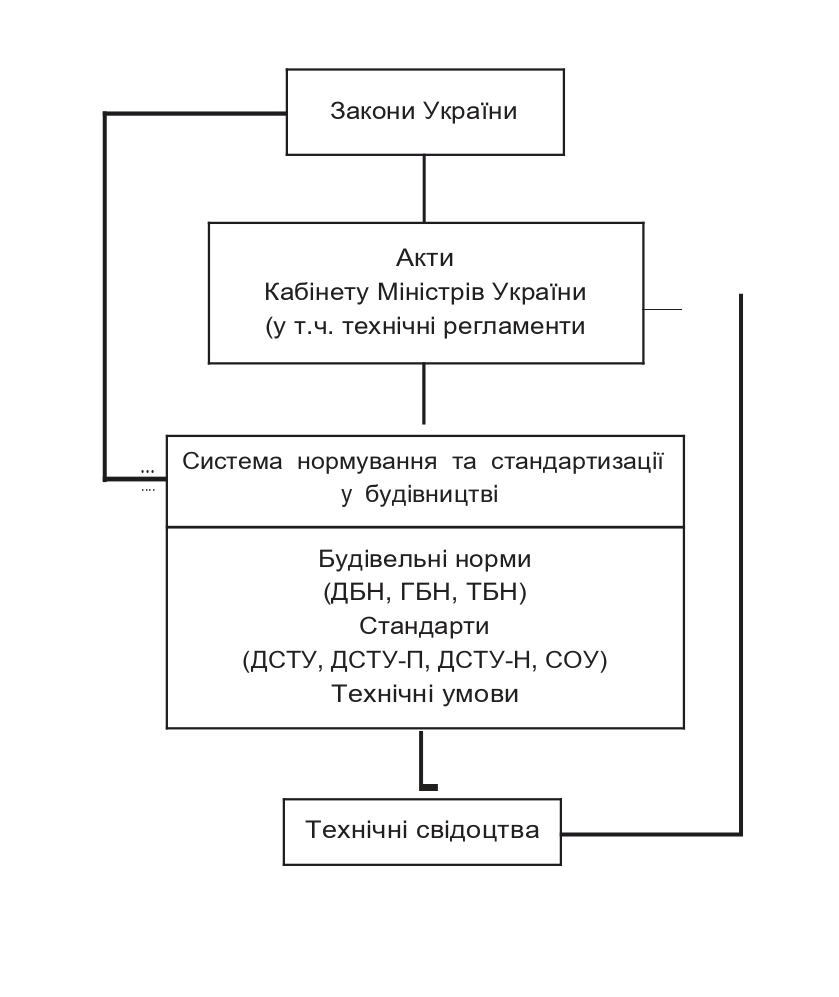 Закони України
Акти
Кабінету Міністрів України
(у т.ч. технічні регламенти
Система нормування та стандартизації
у будівництві
Будівельні норми
(ДБН, ГБН, ТБН)
Стандарти
(ДСТУ, ДСТУ-П, ДСТУ-Н, СОУ)
Технічні умови
Технічні свідоцтва